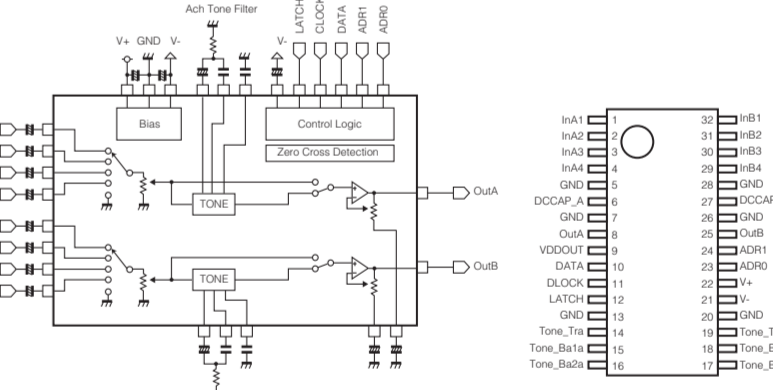 Ach Tone Filter
V+ GND V-
V-
LATCH
CLOCK
DATA
ADR1
ADR0
Bias
Control Logic
Zero Cross Detection
TONE
OutA
TONE
OutB
InA1 1 32 InB1
InA2 2 31 InB2
InA3 3 30 InB3
InA4 4 29 InB4
GND 5 28 GND
DCCAP_A 6 27
GND 7 26 GND
OutA 8 25 OutB
VDDOUT 9 24 ADR1
DATA 10 23 ADR0
DLOCK 11 22 V+
LATCH 12 21 V-
GND 13 20 GND
Tone_Tra 14 19
Tone_Ba1a 15 18
Tone_Ba2a 16 17